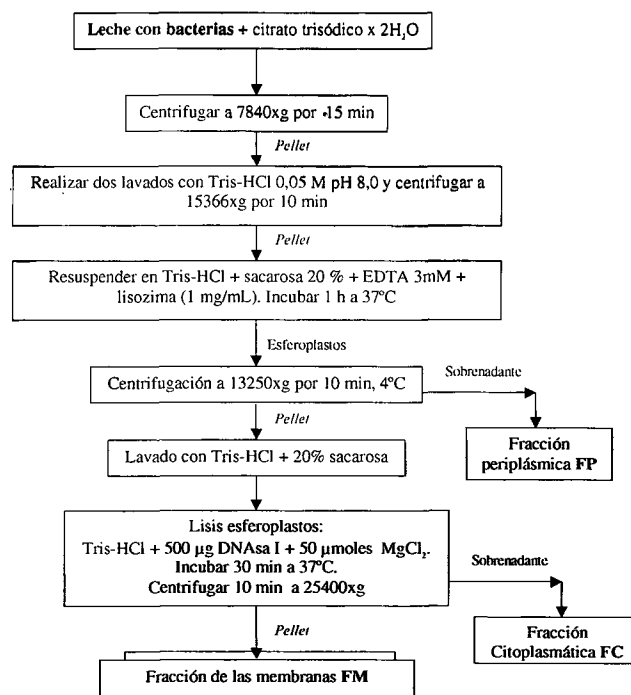 Leche con bacterias + citrato trisódico x 2H₂O
Centrifugar a 7840xg por ·15 min
Pellet
Realizar dos lavados con Tris-HCl 0,05 M pH 8,0 y centrifugar a
15366xg por 10 min
Pellet
Resuspender en Tris-HCl + sacarosa 20 % + EDTA 3mM +
lisozima (1 mg/mL). Incubar 1 h a 37ºC
Esferoplastos
Centrifugación a 13250xg por 10 min, 4ºC
Sobrenadante
Pellet
Fracción
periplásmica FP
Lavado con Tris-HCl + 20% sacarosa
Lisis esferoplastos:
Tris-HCl + 500 µg DNAsa I + 50 µmoles MgCl₂.
Incubar 30 min a 37ºC.
Centrifugar 10 min a 25400xg
Sobrenadante
Pellet
Fracción
Citoplasmática FC
Fracción de las membranas FM